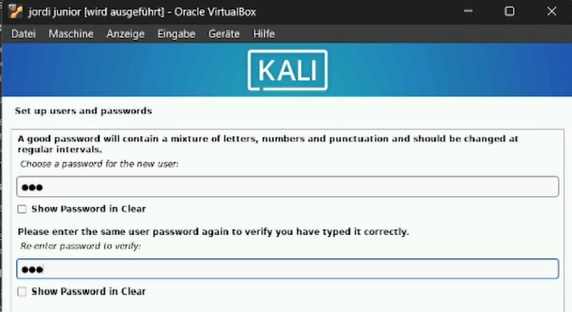 jordi junior [wird ausgeführt] - Oracle VirtualBox
Datei Maschine Anzeige Eingabe Geräte Hilfe
KALI
Set up users and passwords
A good password will contain a mixture of letters, numbers and punctuation and should be changed at
regular intervals.
Choose a password for the new user:
●●●
Show Password in Clear
Please enter the same user password again to verify you have typed it correctly.
Re-enter password to verify:
●●●
Show Password in Clear